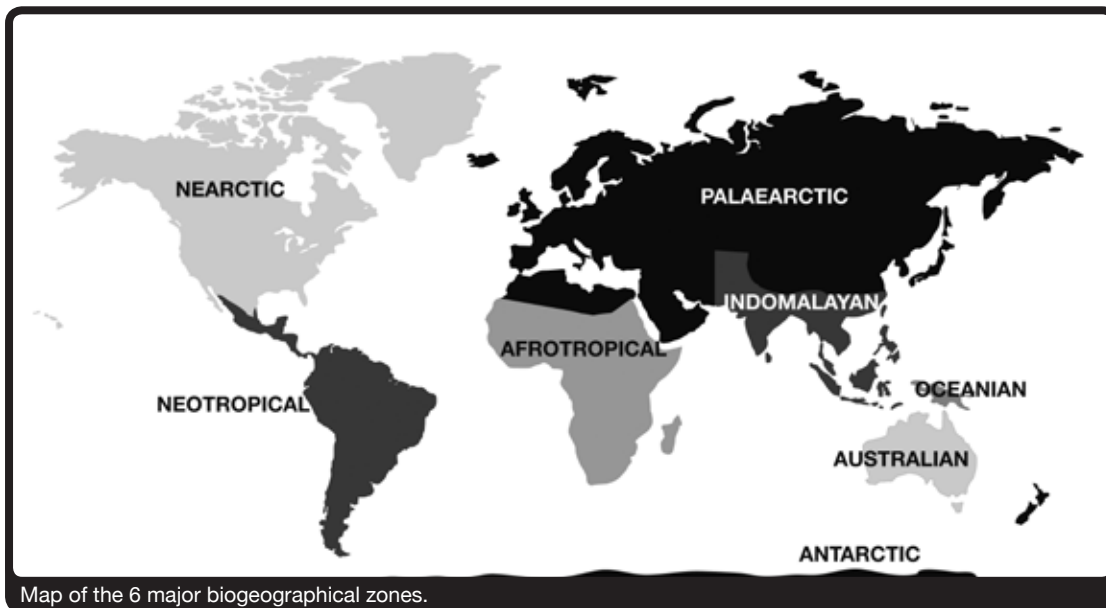 NEARCTIC
PALAEARCTIC
INDOMALAYAN
AFROTROPICAL
NEOTROPICAL
OCEANIAN
AUSTRALIAN
ANTARCTIC
Map of the 6 major biogeographical zones.